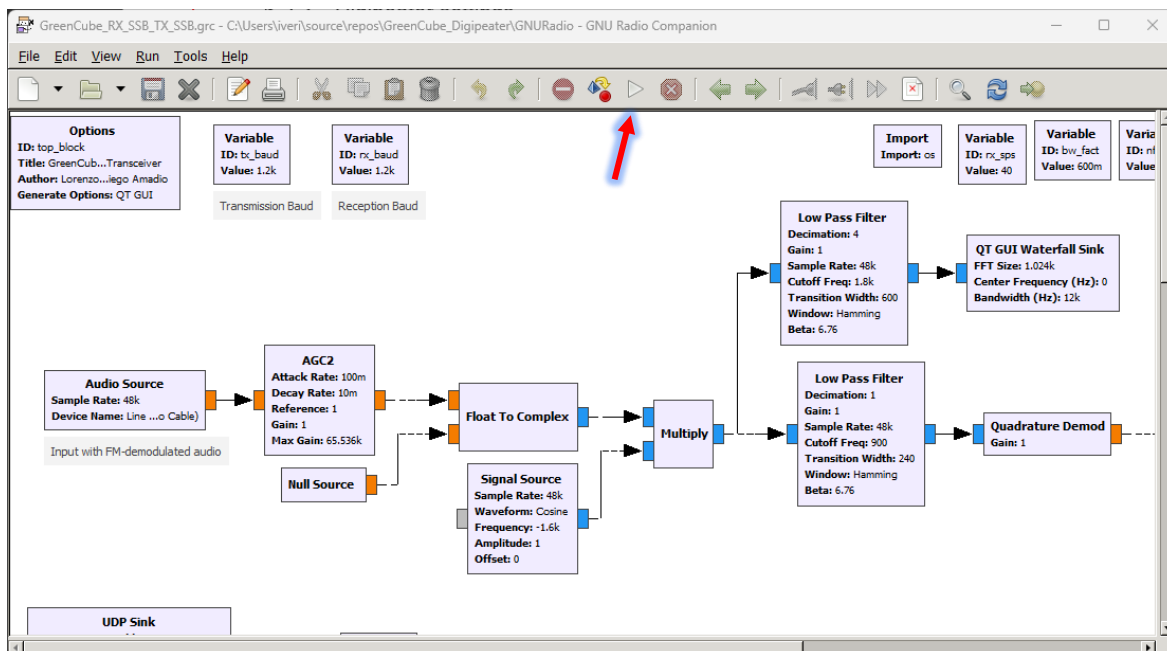 GreenCube_RX_SSB_TX_SSB.grc - C:\Users\iveri\source\repos\GreenCube_Digipeater\GNURadio - GNU Radio Companion
File Edit View Run Tools Help
Options
ID: top_block
Title: GreenCub...Transceiver
Author: Lorenzo...iego Amadio
Generate Options: QT GUI
Variable
ID: tx_baud
Value: 1.2k
Transmission Baud
Variable
ID: rx_baud
Value: 1.2k
Reception Baud
Import
Import: os
Variable
ID: rx_sps
Value: 40
Variable
ID: bw_fact
Value: 600m
Varia
ID: nf
Value:
Low Pass Filter
Decimation: 4
Gain: 1
Sample Rate: 48k
Cutoff Freq: 1.8k
Transition Width: 600
Window: Hamming
Beta: 6.76
QT GUI Waterfall Sink
FFT Size: 1.024k
Center Frequency (Hz): 0
Bandwidth (Hz): 12k
Audio Source
Sample Rate: 48k
Device Name: Line ...o Cable)
Input with FM-demodulated audio
AGC2
Attack Rate: 100m
Decay Rate: 10m
Reference: 1
Gain: 1
Max Gain: 65.536k
Null Source
Float To Complex
Signal Source
Sample Rate: 48k
Waveform: Cosine
Frequency: -1.6k
Amplitude: 1
Offset: 0
Multiply
Low Pass Filter
Decimation: 1
Gain: 1
Sample Rate: 48k
Cutoff Freq: 900
Transition Width: 240
Window: Hamming
Beta: 6.76
Quadrature Demod
Gain: 1
UDP Sink